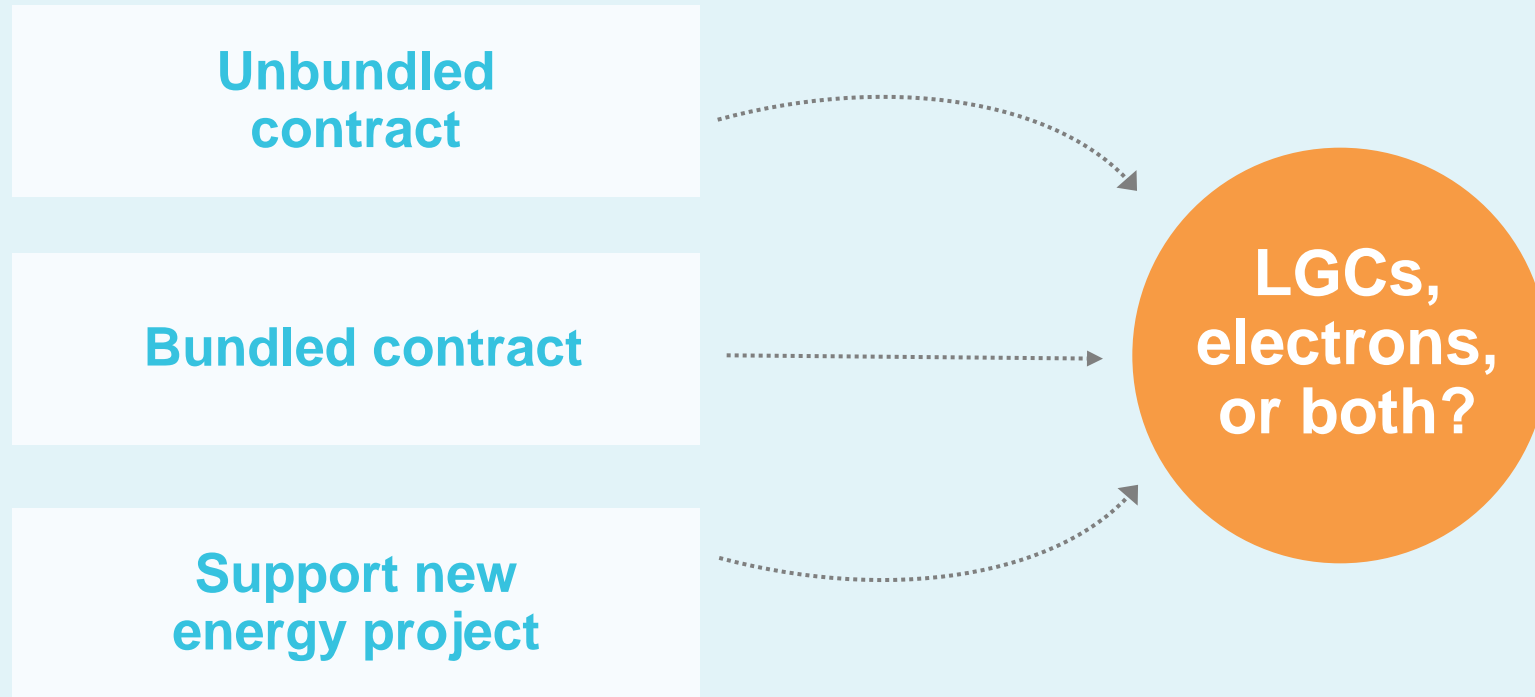 Unbundled
contract
Bundled contract
Support new
energy project
LGCs,
electrons,
or both?